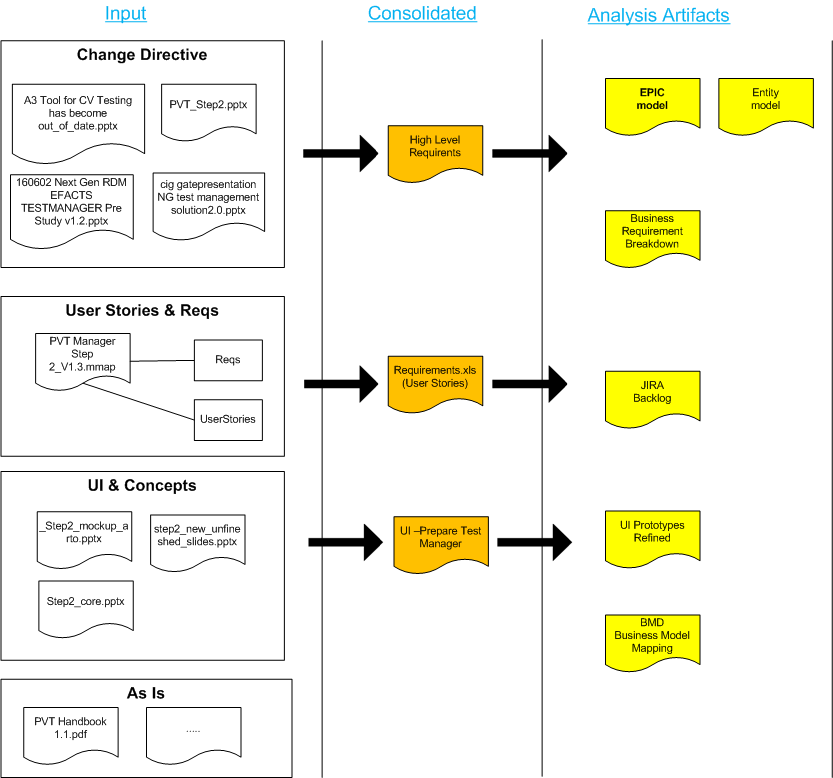 Input
Consolidated
Analysis Artifacts
Change Directive
A3 Tool for CV Testing
has become
out_of_date.pptx
PVT_Step2.pptx
160602 Next Gen RDM
EFACTS
TESTMANAGER Pre
Study v1.2.pptx
cig gatepresentation
NG test management
solution2.0.pptx
High Level
Requirents
EPIC
model
Entity
model
Business
Requirement
Breakdown
User Stories & Reqs
PVT Manager
Step
2_V1.3.mmap
Reqs
UserStories
Requirements.xls
(User Stories)
JIRA
Backlog
UI & Concepts
_Step2_mockup_a
rto.pptx
step2_new_unfine
shed_slides.pptx
Step2_core.pptx
UI –Prepare Test
Manager
UI Prototypes
Refined
BMD
Business Model
Mapping
As Is
PVT Handbook
1.1.pdf
.....